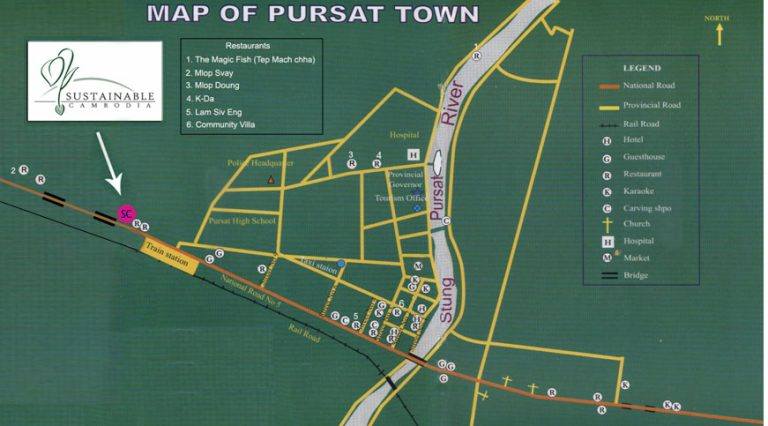 MAP OF PURSAT TOWN
NORTH
SUSTAINABLE
CAMBODIA
Restaurants
1. The Magic Fish (Tep Mach chha)
2. Mlop Svay
3. Mlop Doung
4. K-Da
5. Lam Siv Eng
6. Community Villa
LEGEND
National Road
Provincial Road
Rail Road
H Hotel
G Guesthouse
R Restaurant
K Karaoke
C Carving shpo
Church
H Hospital
M Market
Bridge
1
R
River
Hospital
H
3
R
4
R
Police Headquater
Provincial
Governor
Tourism Office
Pursat
C
2
R
R
SC
R
R
Pursat High School
Train station
G
G
R
Taxi station
M
National Road No 5
Rail Road
Stung
K
G
K
G
K
R
6
H
H
R
G
C
R
5
C
R
H
R
G
G
G
R
R
R
K
K
K